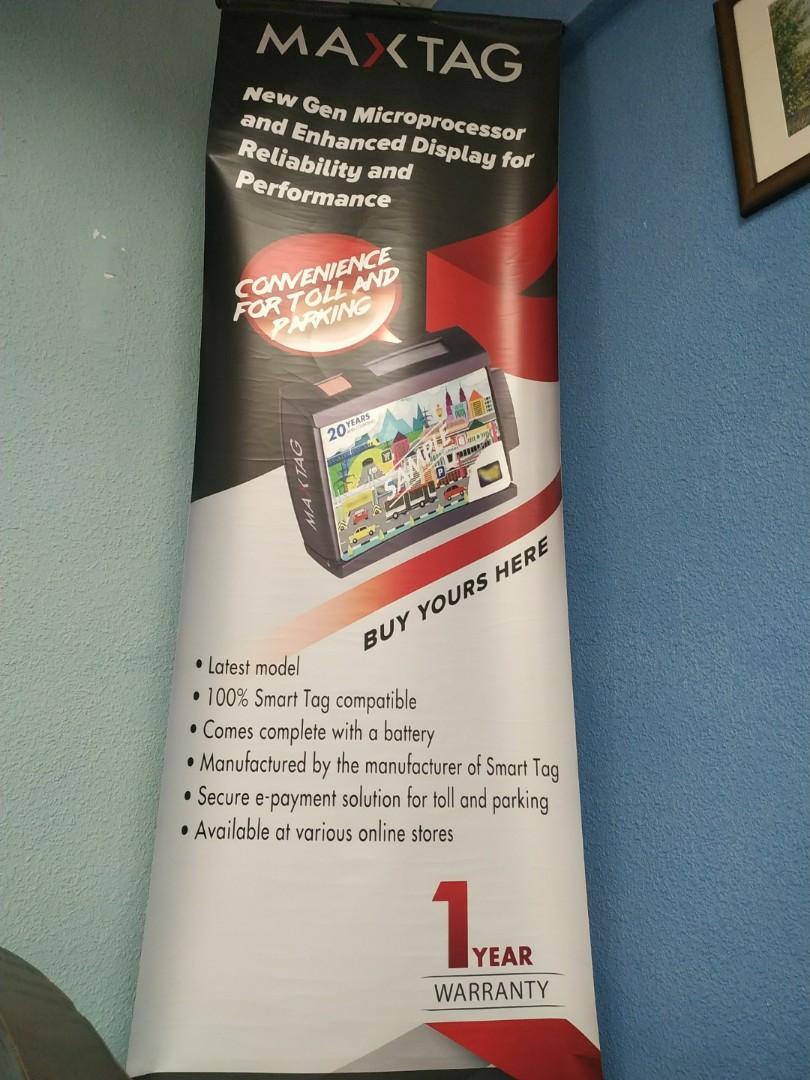 MAXTAG
New Gen Microprocessor
and Enhanced Display for
Reliability and
Performance
CONVENIENCE
FOR TOLL AND
PARKING
20 YEARS
MAXTAG
BUY YOURS HERE
• Latest model
• 100% Smart Tag compatible
• Comes complete with a battery
• Manufactured by the manufacturer of Smart Tag
• Secure e-payment solution for toll and parking
• Available at various online stores
1 YEAR
WARRANTY